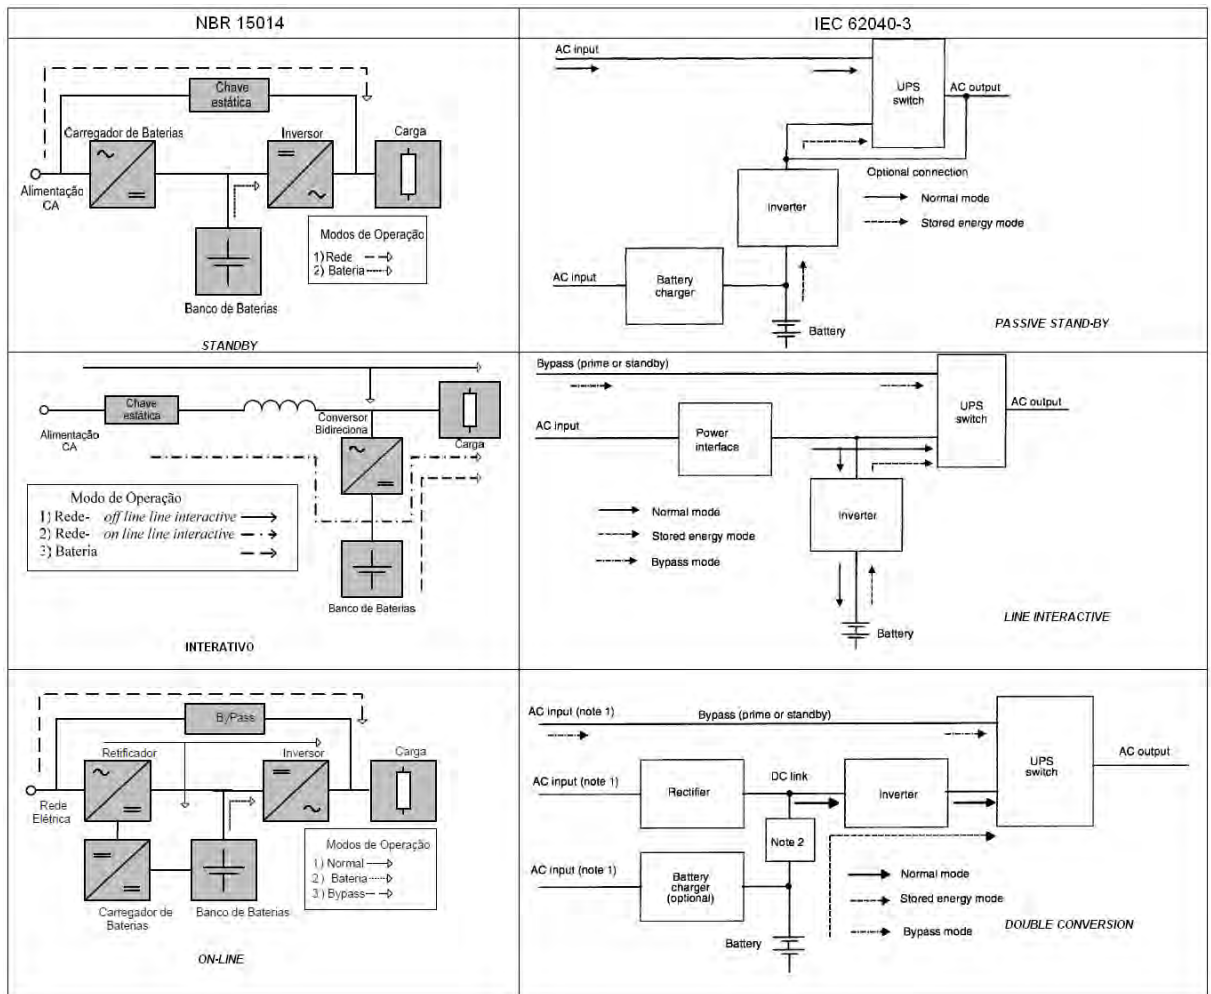 NBR 15014
IEC 62040-3
Chave
estática
Carregador de Baterias
Inversor
Carga
Alimentação
CA
Modos de Operação
1) Rede
2) Bateria
Banco de Baterias
STANDBY
AC input
UPS
switch
AC output
Optional connection
Normal mode
Stored energy mode
Inverter
AC input
Battery
charger
Battery
PASSIVE STAND-BY
Chave
estática
Alimentação
CA
Conversor
Bidireciona
Carga
Modo de Operação
1) Rede- off line line interactive
2) Rede- on line line interactive
3) Bateria
Banco de Baterias
INTERATIVO
Bypass (prime or standby)
AC input
Power
interface
UPS
switch
AC output
Inverter
Normal mode
Stored energy mode
Bypass mode
Battery
LINE INTERACTIVE
By/Pass
Retificador
Inversor
Carga
Rede
Elétrica
Modos de Operação
1) Normal
2) Bateria
3) Bypass
Carregador de
Baterias
Banco de Baterias
ON-LINE
AC input (note 1)
Bypass (prime or standby)
UPS
switch
AC output
AC input (note 1)
Rectifier
DC link
Inverter
Note 2
AC input (note 1)
Battery
charger
(optional)
Normal mode
Stored energy mode
Bypass mode
Battery
DOUBLE CONVERSION